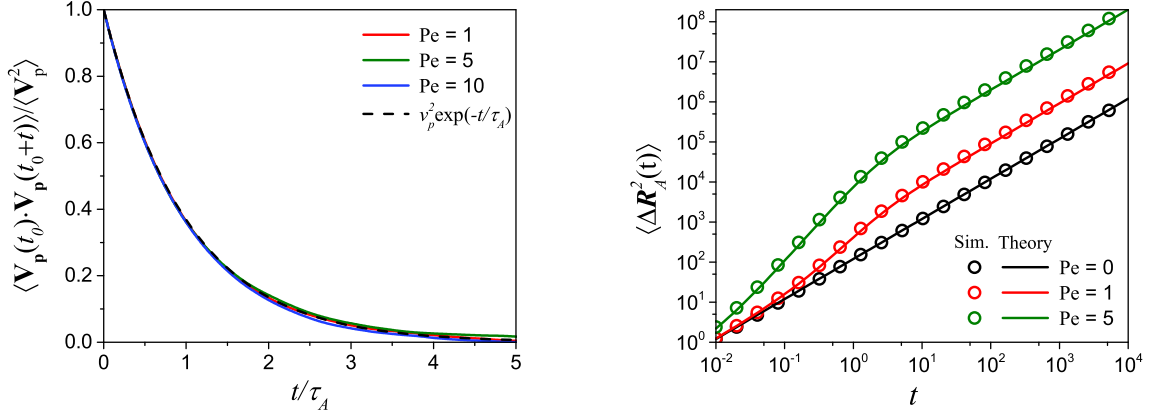 1.0
0.8
0.6
0.4
0.2
0.0
0 1 2 3 4 5
t/τ_A
⟨V_p(t_0)·V_p(t_0+t)⟩/⟨V_p^2⟩
Pe = 1
Pe = 5
Pe = 10
v_p^2exp(-t/τ_A)
10^8
10^7
10^6
10^5
10^4
10^3
10^2
10^1
10^0
10^-2 10^-1 10^0 10^1 10^2 10^3 10^4
t
⟨ΔR_A^2(t)⟩
Sim. Theory
Pe = 0
Pe = 1
Pe = 5